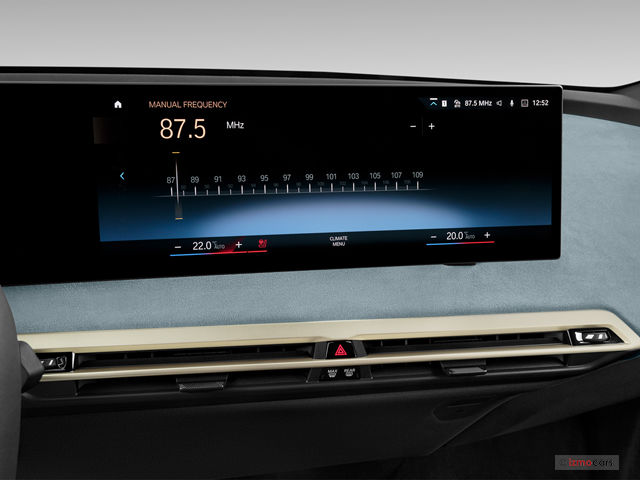 MANUAL FREQUENCY
87.5 MHz 12:52
87.5 MHz
− +
87 89 91 93 95 97 99 101 103 105 107 109
− 22.0 °C AUTO +
CLIMATE
MENU
− 20.0 °C AUTO +
MAX REAR
izmocars